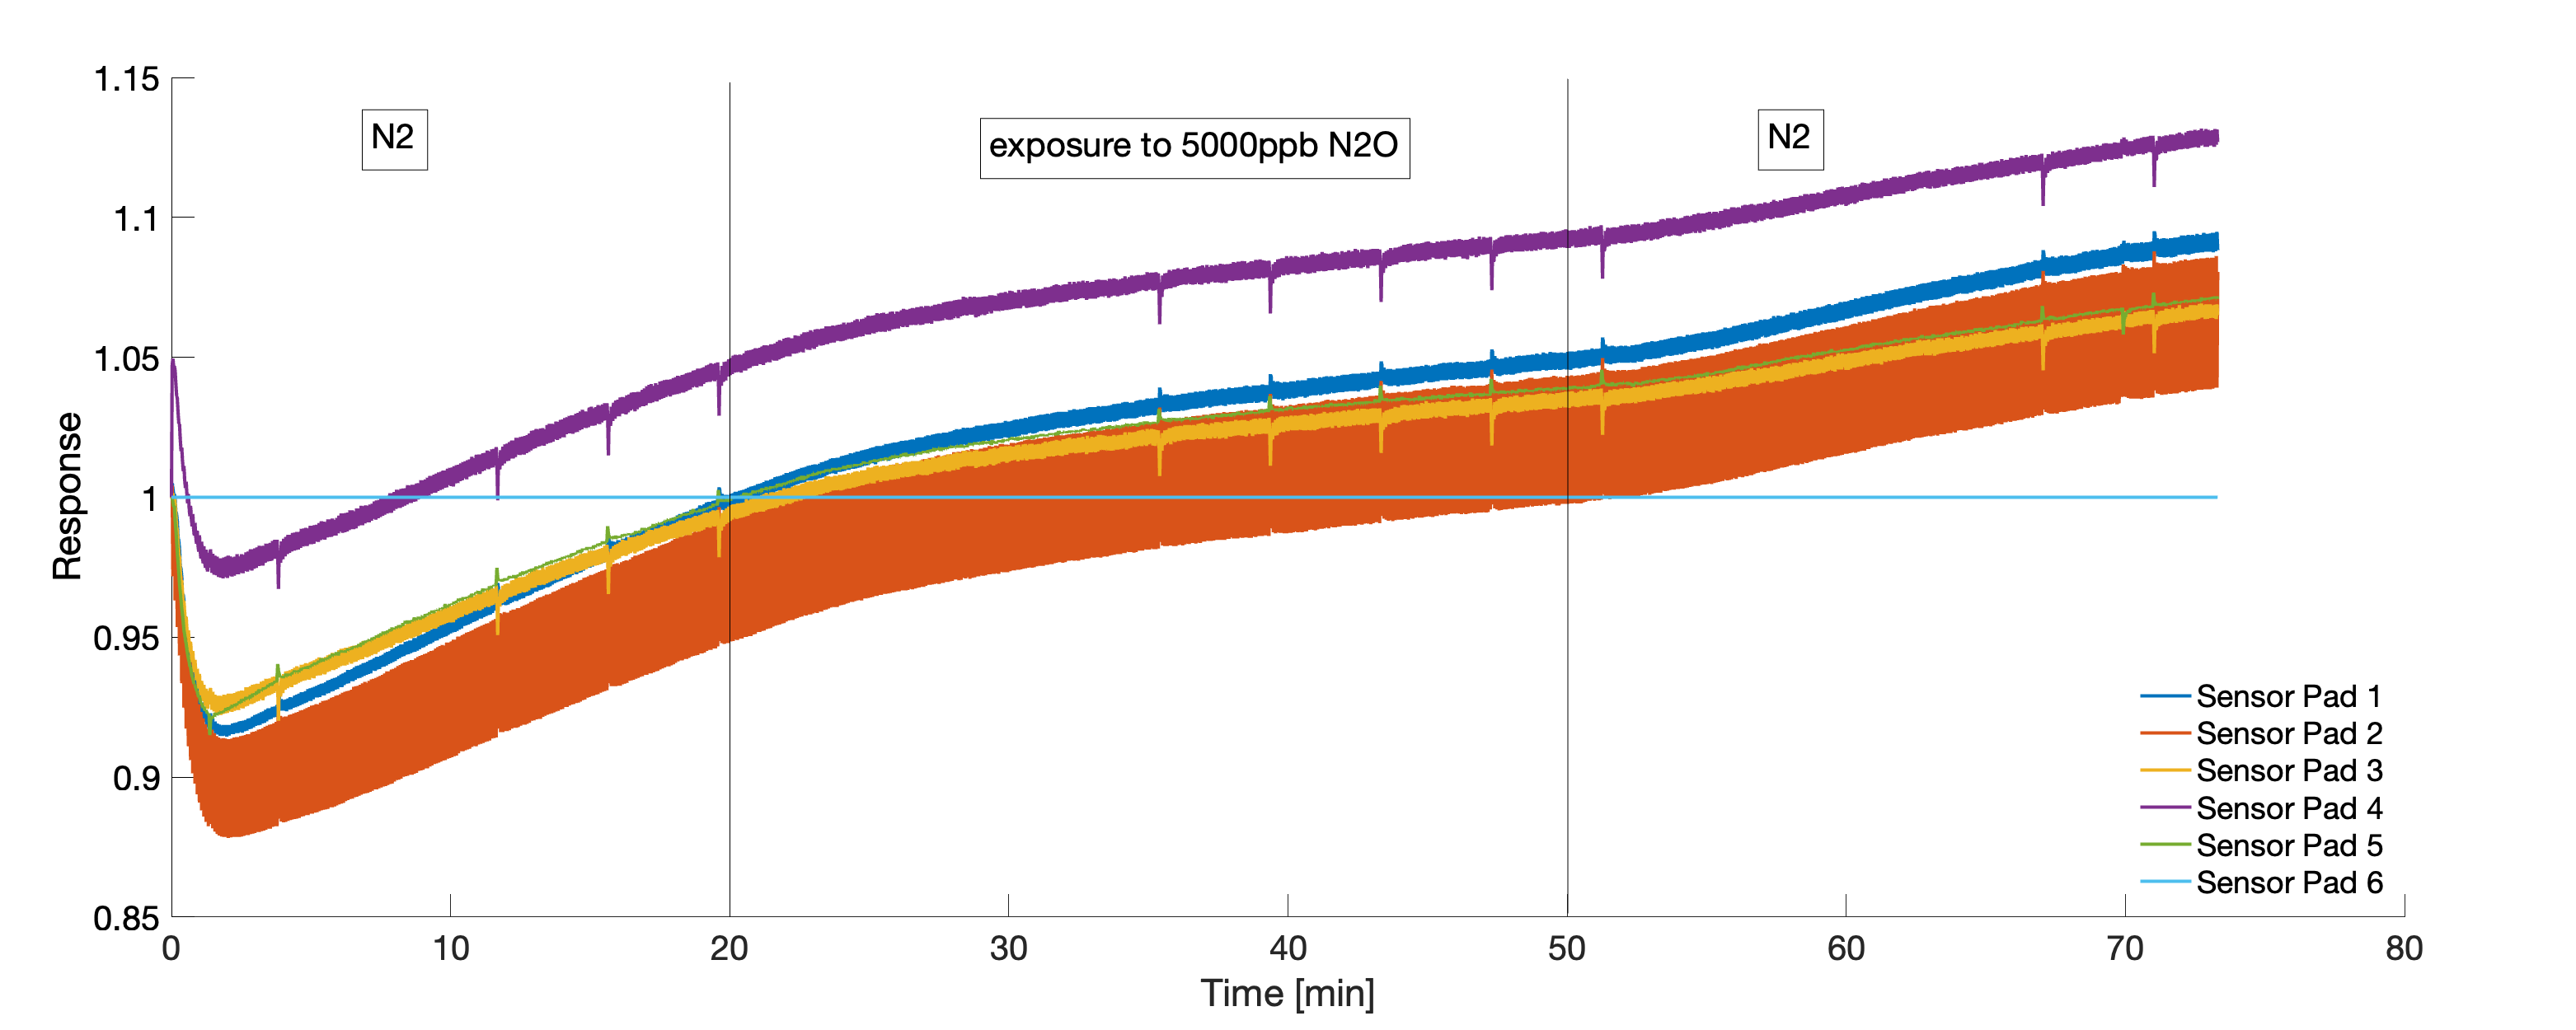 1.15
1.1
1.05
1
0.95
0.9
0.85
Response
N2
exposure to 5000ppb N2O
N2
Sensor Pad 1
Sensor Pad 2
Sensor Pad 3
Sensor Pad 4
Sensor Pad 5
Sensor Pad 6
0 10 20 30 40 50 60 70 80
Time [min]